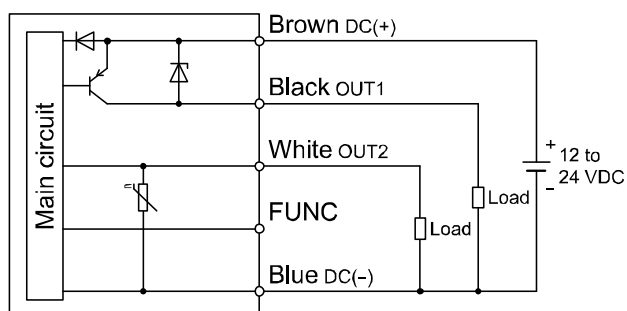 Brown DC(+)
Black OUT1
White OUT2
FUNC
Blue DC(−)
Main circuit
Load
Load
+
12 to
24 VDC
−